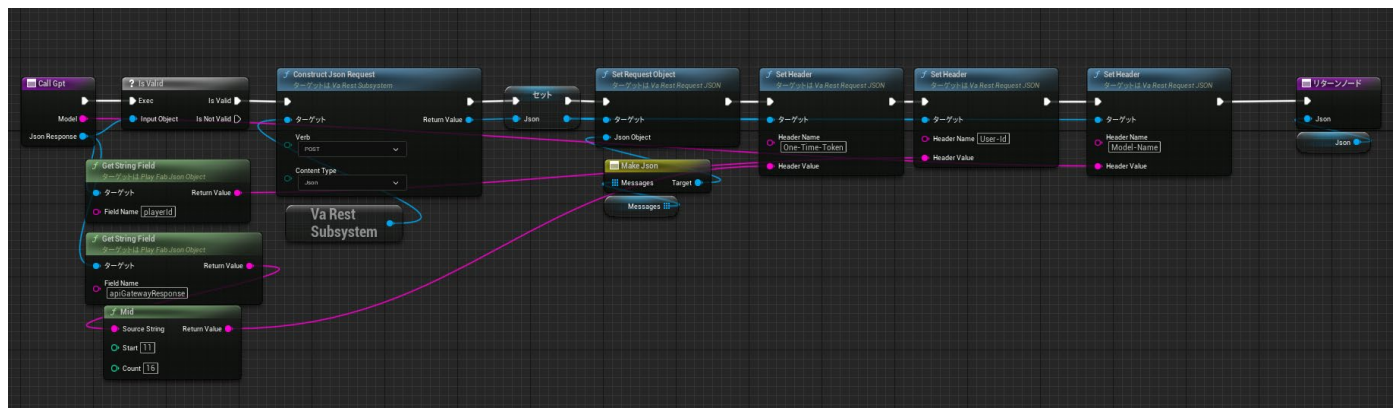 Call Gpt
Model
Json Response
? Is Valid
Exec
Is Valid
Input Object
Is Not Valid
f Get String Field
ターゲットは Play Fab Json Object
ターゲット
Return Value
Field Name playerId
f Get String Field
ターゲットは Play Fab Json Object
ターゲット
Return Value
Field Name
apiGatewayResponse
f Mid
Source String
Return Value
Start 11
Count 16
f Construct Json Request
ターゲットは Va Rest Subsystem
ターゲット
Return Value
Verb
POST
Content Type
Json
Va Rest
Subsystem
セット
Json
f Set Request Object
ターゲットは Va Rest Request JSON
ターゲット
Json Object
Make Json
Messages
Target
Messages
f Set Header
ターゲットは Va Rest Request JSON
ターゲット
Header Name
One-Time-Token
Header Value
f Set Header
ターゲットは Va Rest Request JSON
ターゲット
Header Name User-Id
Header Value
f Set Header
ターゲットは Va Rest Request JSON
ターゲット
Header Name
Model-Name
Header Value
リターンノード
Json
Json